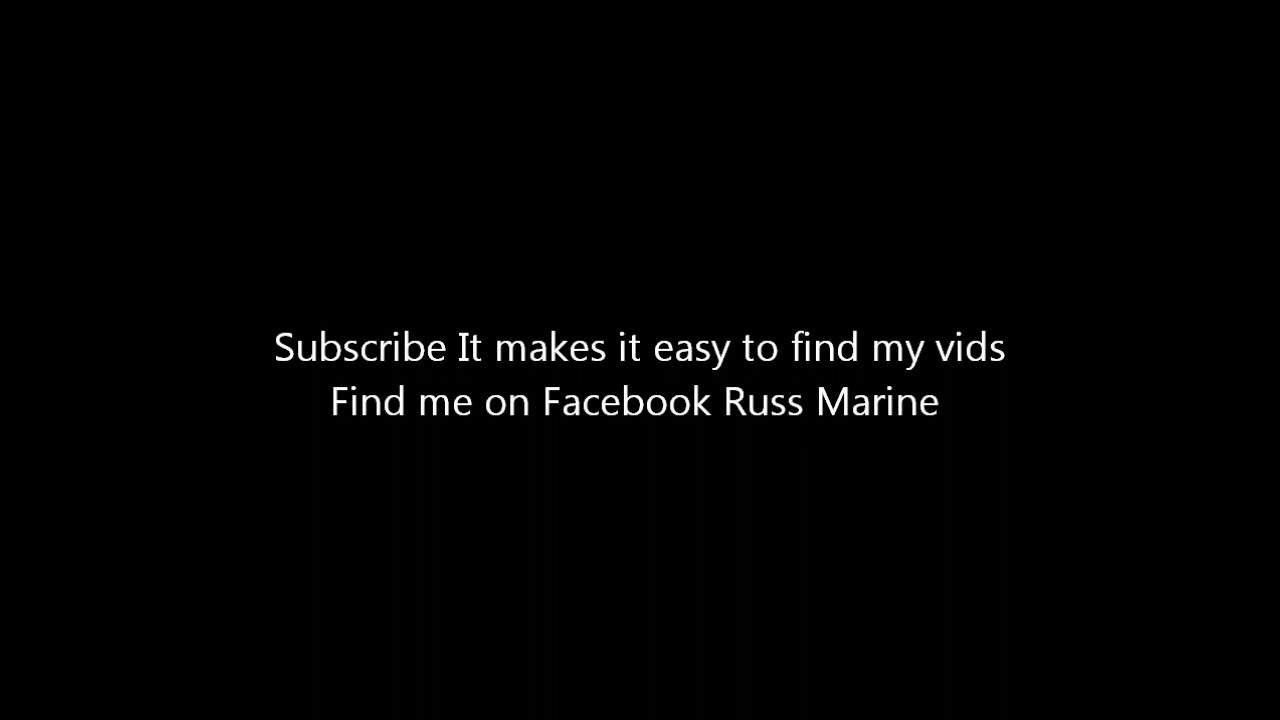 Subscribe It makes it easy to find my vids
Find me on Facebook Russ Marine